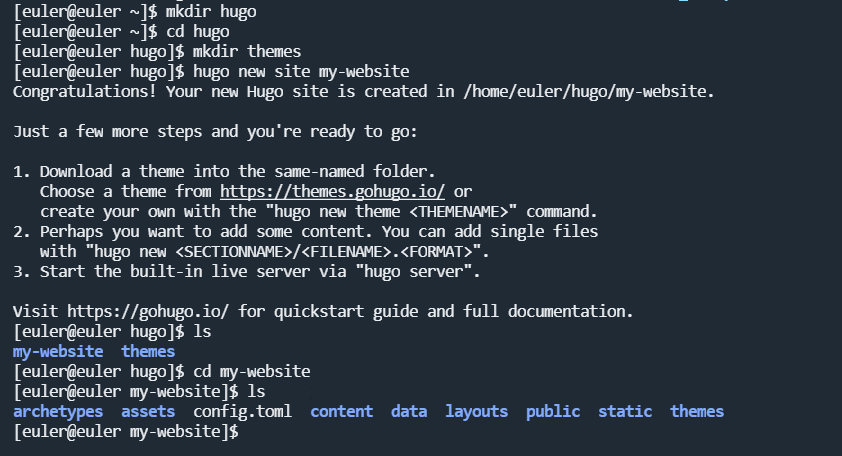 [euler@euler ~]$ mkdir hugo
[euler@euler ~]$ cd hugo
[euler@euler hugo]$ mkdir themes
[euler@euler hugo]$ hugo new site my-website
Congratulations! Your new Hugo site is created in /home/euler/hugo/my-website.

Just a few more steps and you're ready to go:

1. Download a theme into the same-named folder.
   Choose a theme from https://themes.gohugo.io/ or
   create your own with the "hugo new theme <THEMENAME>" command.
2. Perhaps you want to add some content. You can add single files
   with "hugo new <SECTIONNAME>/<FILENAME>.<FORMAT>".
3. Start the built-in live server via "hugo server".

Visit https://gohugo.io/ for quickstart guide and full documentation.
[euler@euler hugo]$ ls
my-website  themes
[euler@euler hugo]$ cd my-website
[euler@euler my-website]$ ls
archetypes  assets  config.toml  content  data  layouts  public  static  themes
[euler@euler my-website]$